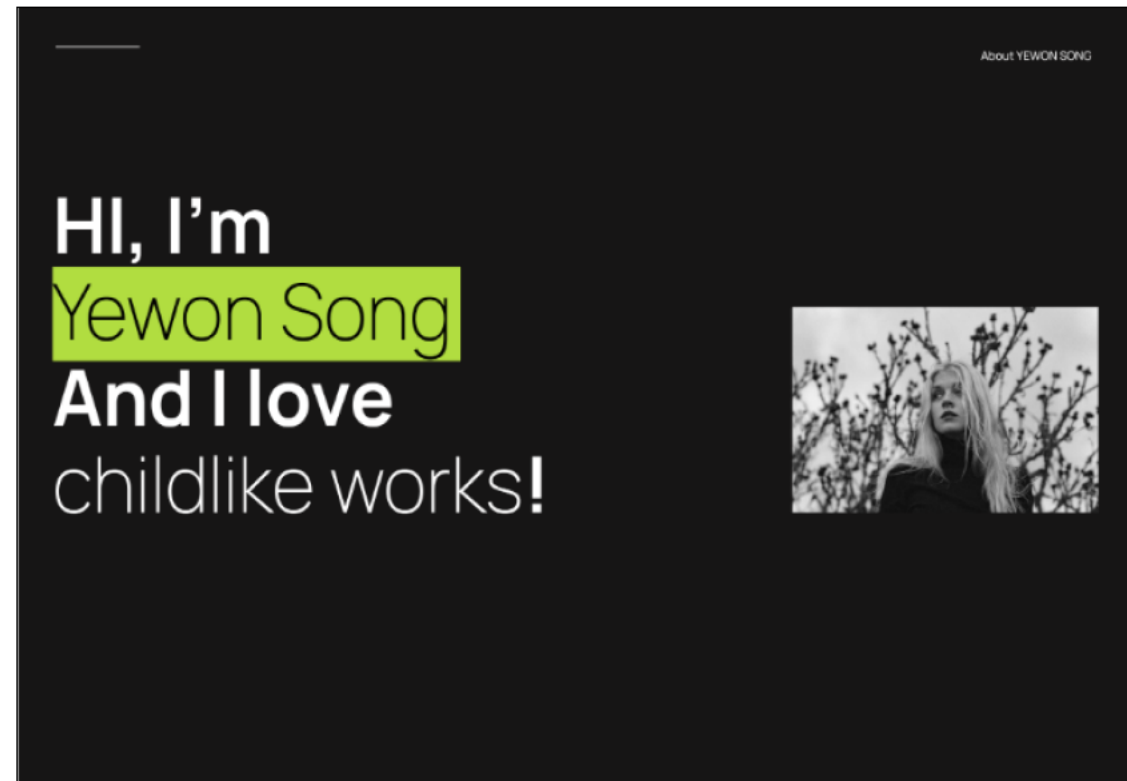 About YEWON SONG
HI, I’m
Yewon Song
And I love
childlike works!